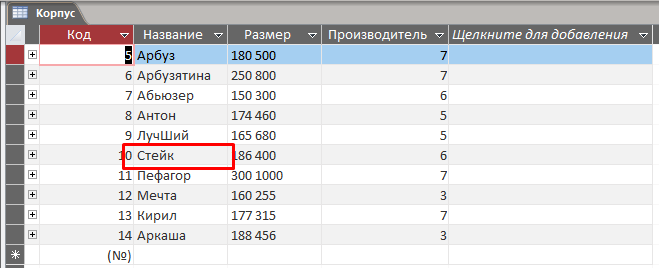 Корпус
Код Название Размер Производитель Щелкните для добавления
5 Арбуз 180 500 7
6 Арбузятина 250 800 7
7 Абьюзер 150 300 6
8 Антон 174 460 5
9 ЛучШий 165 680 5
10 Стейк 186 400 6
11 Пефагор 300 1000 7
12 Мечта 160 255 3
13 Кирил 177 315 7
14 Аркаша 188 456 3
(№)